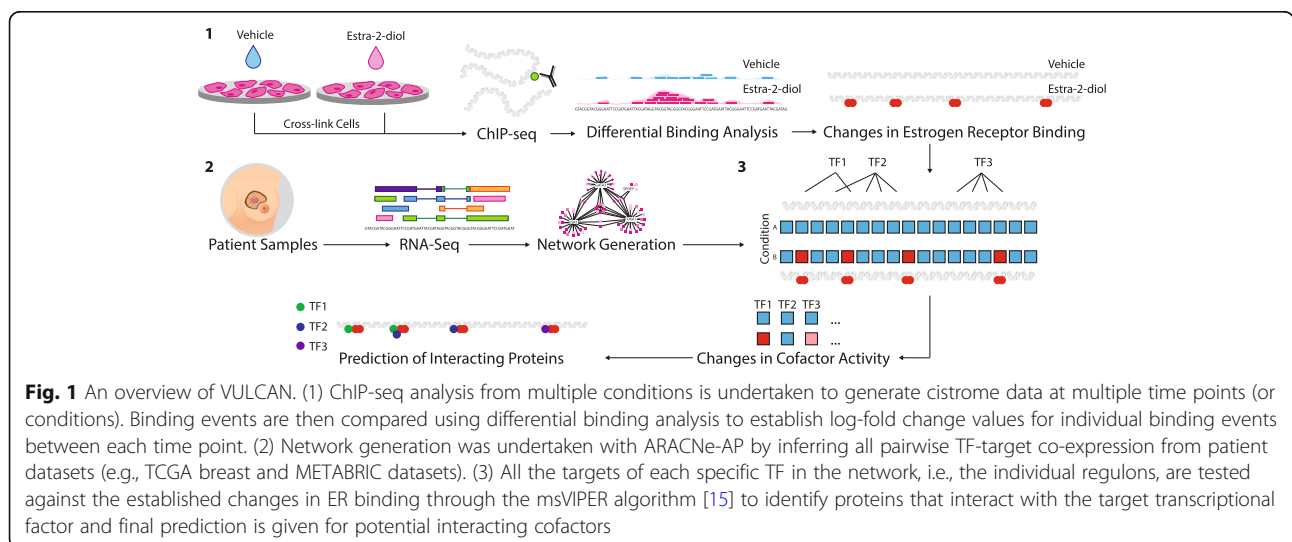 1
Vehicle
Estra-2-diol
Cross-link Cells
ChIP-seq
Vehicle
Estra-2-diol
Differential Binding Analysis
Vehicle
Estra-2-diol
Changes in Estrogen Receptor Binding
2
Patient Samples
RNA-Seq
Network Generation
3
TF1 TF2 TF3
Condition
A
B
TF1 TF2 TF3
...
...
Changes in Cofactor Activity
TF1
TF2
TF3
Prediction of Interacting Proteins
Fig. 1 An overview of VULCAN. (1) ChIP-seq analysis from multiple conditions is undertaken to generate cistrome data at multiple time points (or
conditions). Binding events are then compared using differential binding analysis to establish log-fold change values for individual binding events
between each time point. (2) Network generation was undertaken with ARACNe-AP by inferring all pairwise TF-target co-expression from patient
datasets (e.g., TCGA breast and METABRIC datasets). (3) All the targets of each specific TF in the network, i.e., the individual regulons, are tested
against the established changes in ER binding through the msVIPER algorithm [15] to identify proteins that interact with the target transcriptional
factor and final prediction is given for potential interacting cofactors